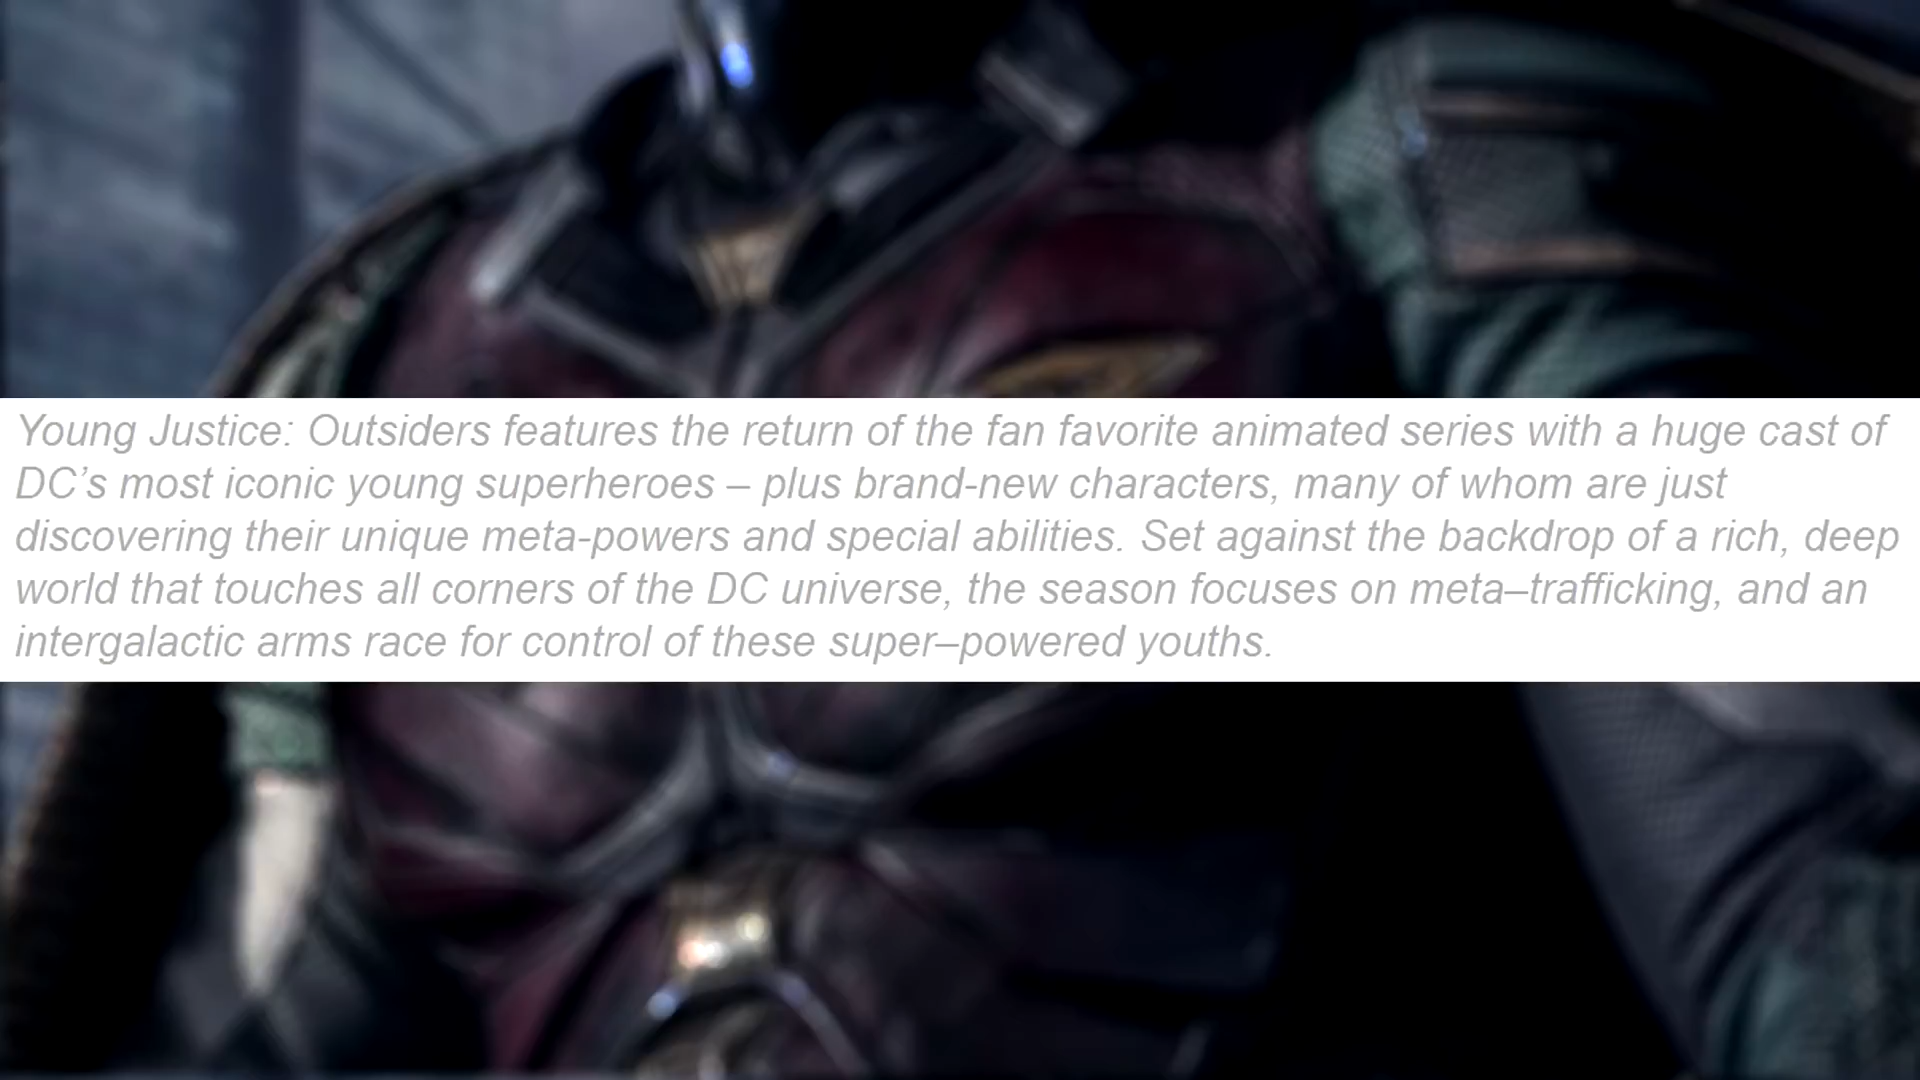 Young Justice: Outsiders features the return of the fan favorite animated series with a huge cast of
DC’s most iconic young superheroes – plus brand-new characters, many of whom are just
discovering their unique meta-powers and special abilities. Set against the backdrop of a rich, deep
world that touches all corners of the DC universe, the season focuses on meta–trafficking, and an
intergalactic arms race for control of these super–powered youths.